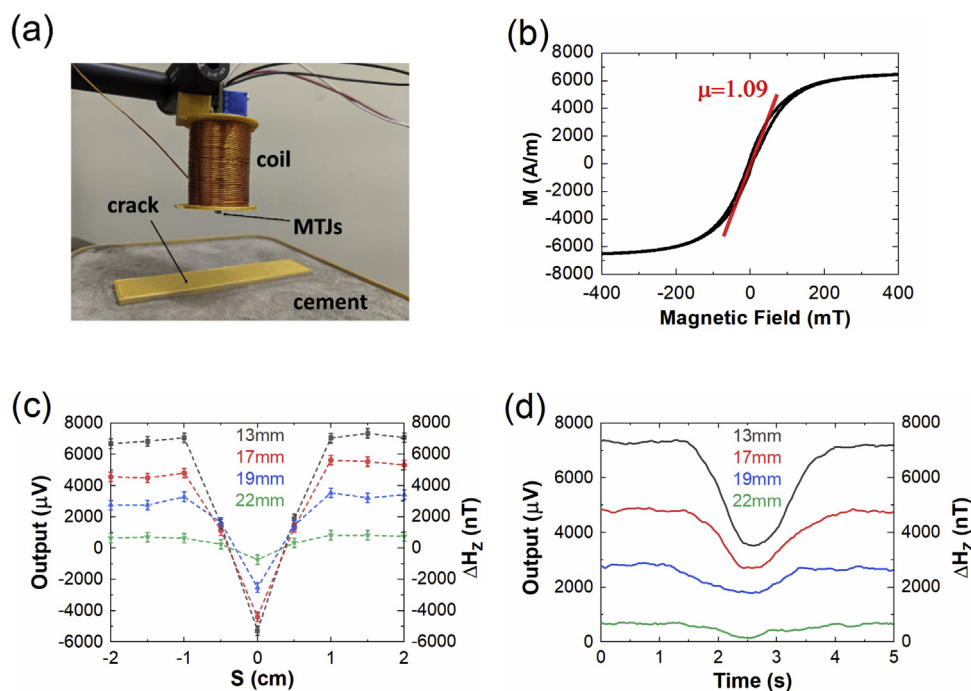 (a)
coil
MTJs
crack
cement
(b)
8000
6000
4000
2000
0
-2000
-4000
-6000
-8000
M (A/m)
μ=1.09
-400
-200
0
200
400
Magnetic Field (mT)
(c)
8000
6000
4000
2000
0
-2000
-4000
-6000
Output (μV)
13mm
17mm
19mm
22mm
8000
6000
4000
2000
0
-2000
-4000
-6000
ΔHZ (nT)
-2
-1
0
1
2
S (cm)
(d)
8000
6000
4000
2000
0
Output (μV)
13mm
17mm
19mm
22mm
8000
6000
4000
2000
0
ΔHZ (nT)
0
1
2
3
4
5
Time (s)